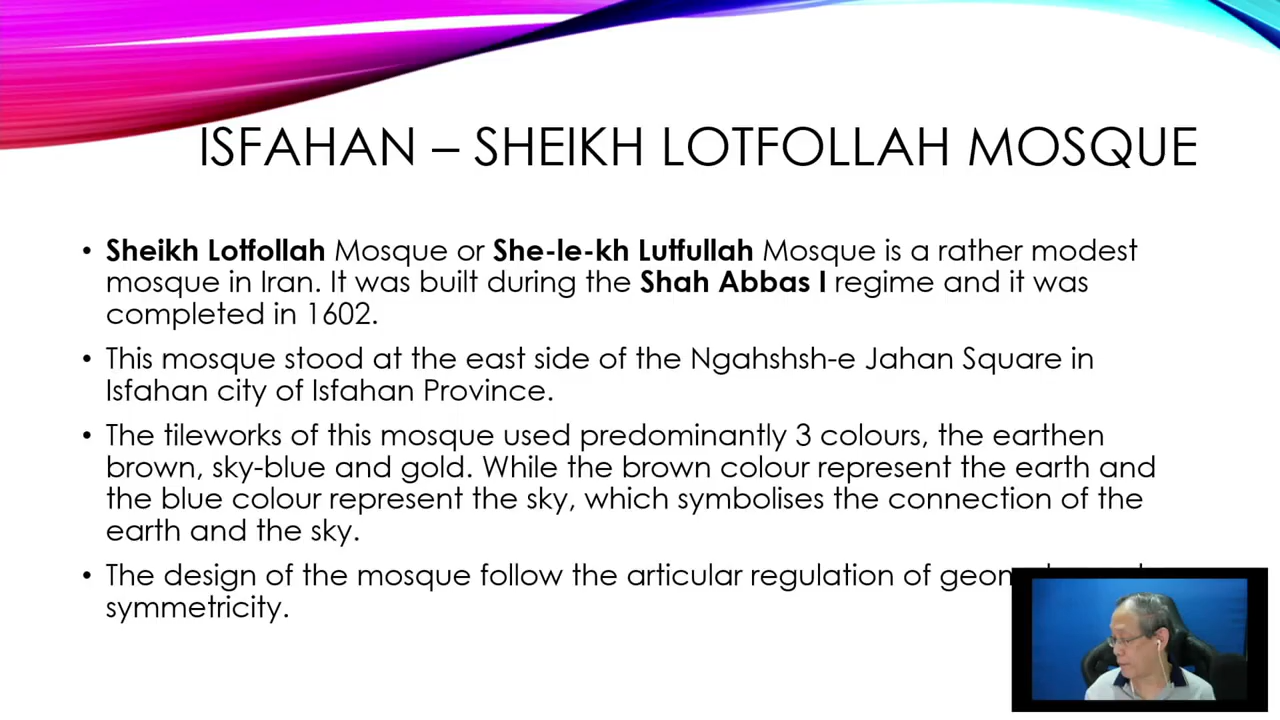 ISFAHAN – SHEIKH LOTFOLLAH MOSQUE
• Sheikh Lotfollah Mosque or She-le-kh Lutfullah Mosque is a rather modest
mosque in Iran. It was built during the Shah Abbas I regime and it was
completed in 1602.
• This mosque stood at the east side of the Ngahshsh-e Jahan Square in
Isfahan city of Isfahan Province.
• The tileworks of this mosque used predominantly 3 colours, the earthen
brown, sky-blue and gold. While the brown colour represent the earth and
the blue colour represent the sky, which symbolises the connection of the
earth and the sky.
• The design of the mosque follow the articular regulation of
symmetricity.